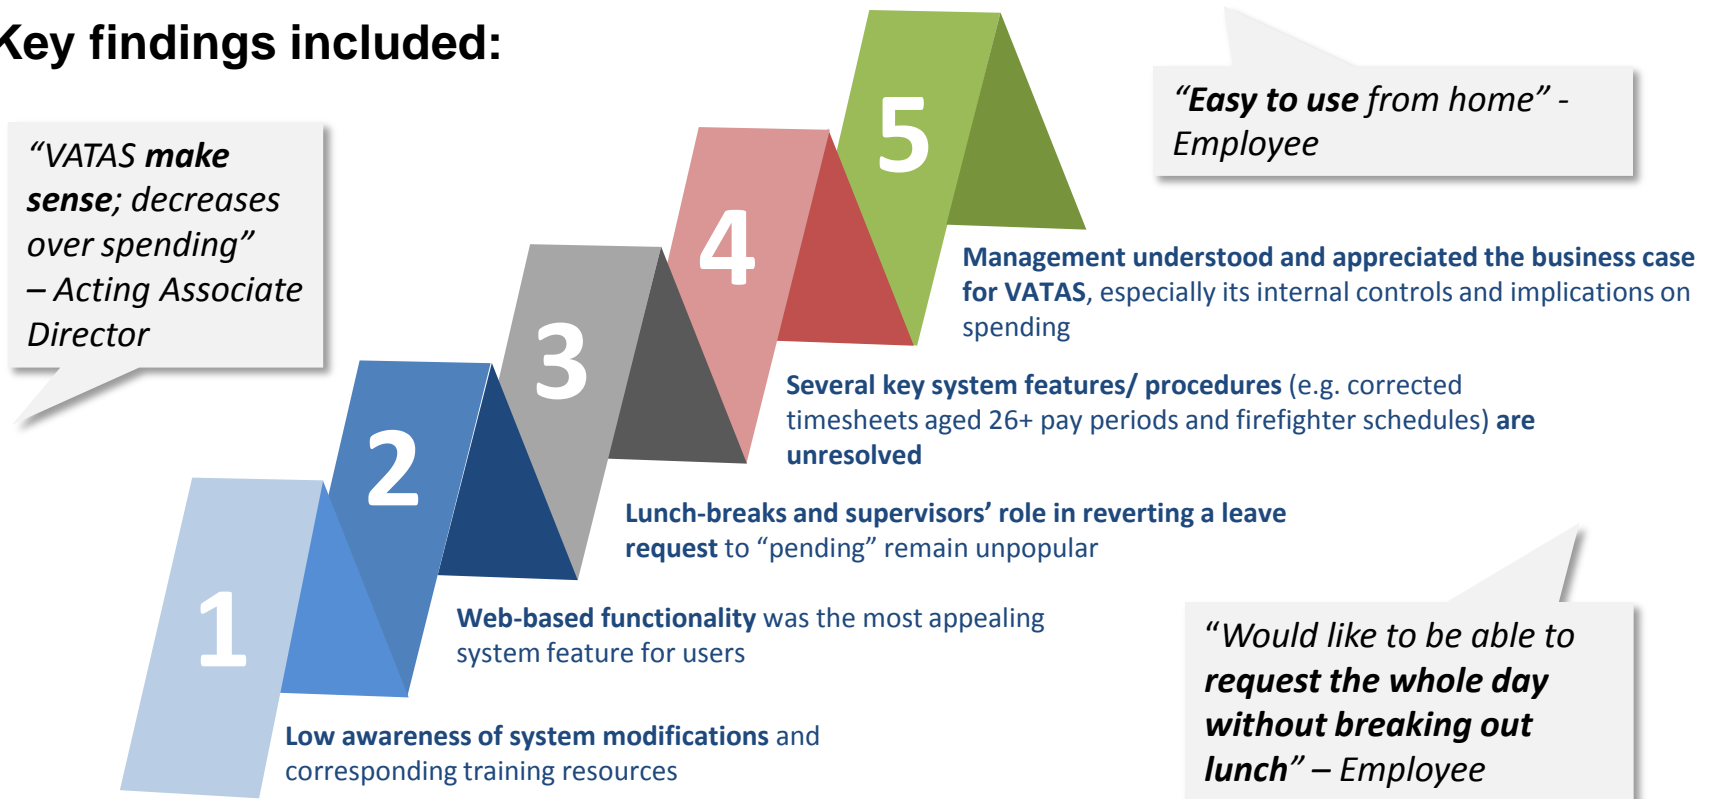 Key findings included:
“VATAS make
sense; decreases
over spending”
– Acting Associate
Director
“Easy to use from home” -
Employee
5
Management understood and appreciated the business case
for VATAS, especially its internal controls and implications on
spending
4
Several key system features/ procedures (e.g. corrected
timesheets aged 26+ pay periods and firefighter schedules) are
unresolved
3
Lunch-breaks and supervisors’ role in reverting a leave
request to “pending” remain unpopular
2
Web-based functionality was the most appealing
system feature for users
1
Low awareness of system modifications and
corresponding training resources
“Would like to be able to
request the whole day
without breaking out
lunch” – Employee